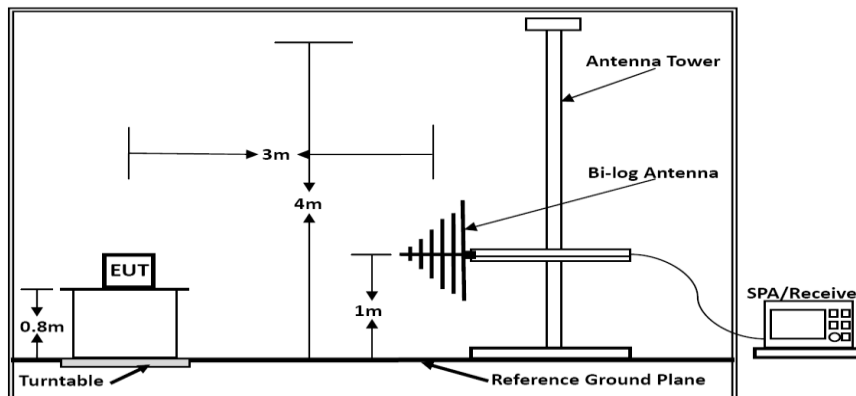 Antenna Tower
3m
Bi-log Antenna
4m
EUT
1m
0.8m
SPA/Receive
Turntable
Reference Ground Plane